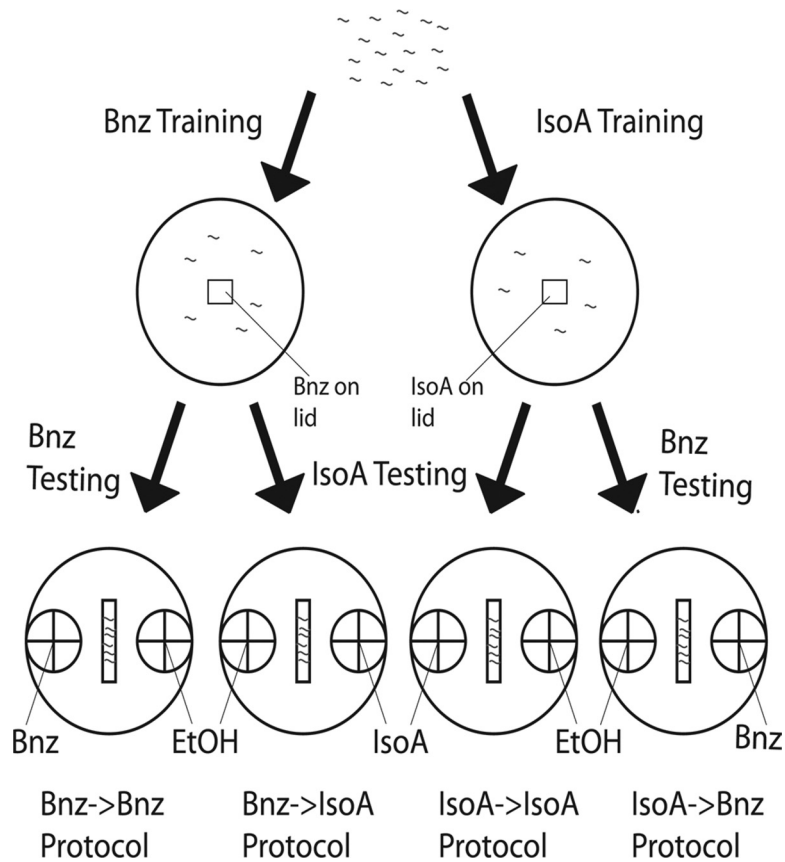 Bnz Training
IsoA Training
Bnz on
lid
IsoA on
lid
Bnz
Testing
IsoA Testing
Bnz
Testing
Bnz
EtOH
IsoA
EtOH
Bnz
Bnz->Bnz
Protocol
Bnz->IsoA
Protocol
IsoA->IsoA
Protocol
IsoA->Bnz
Protocol